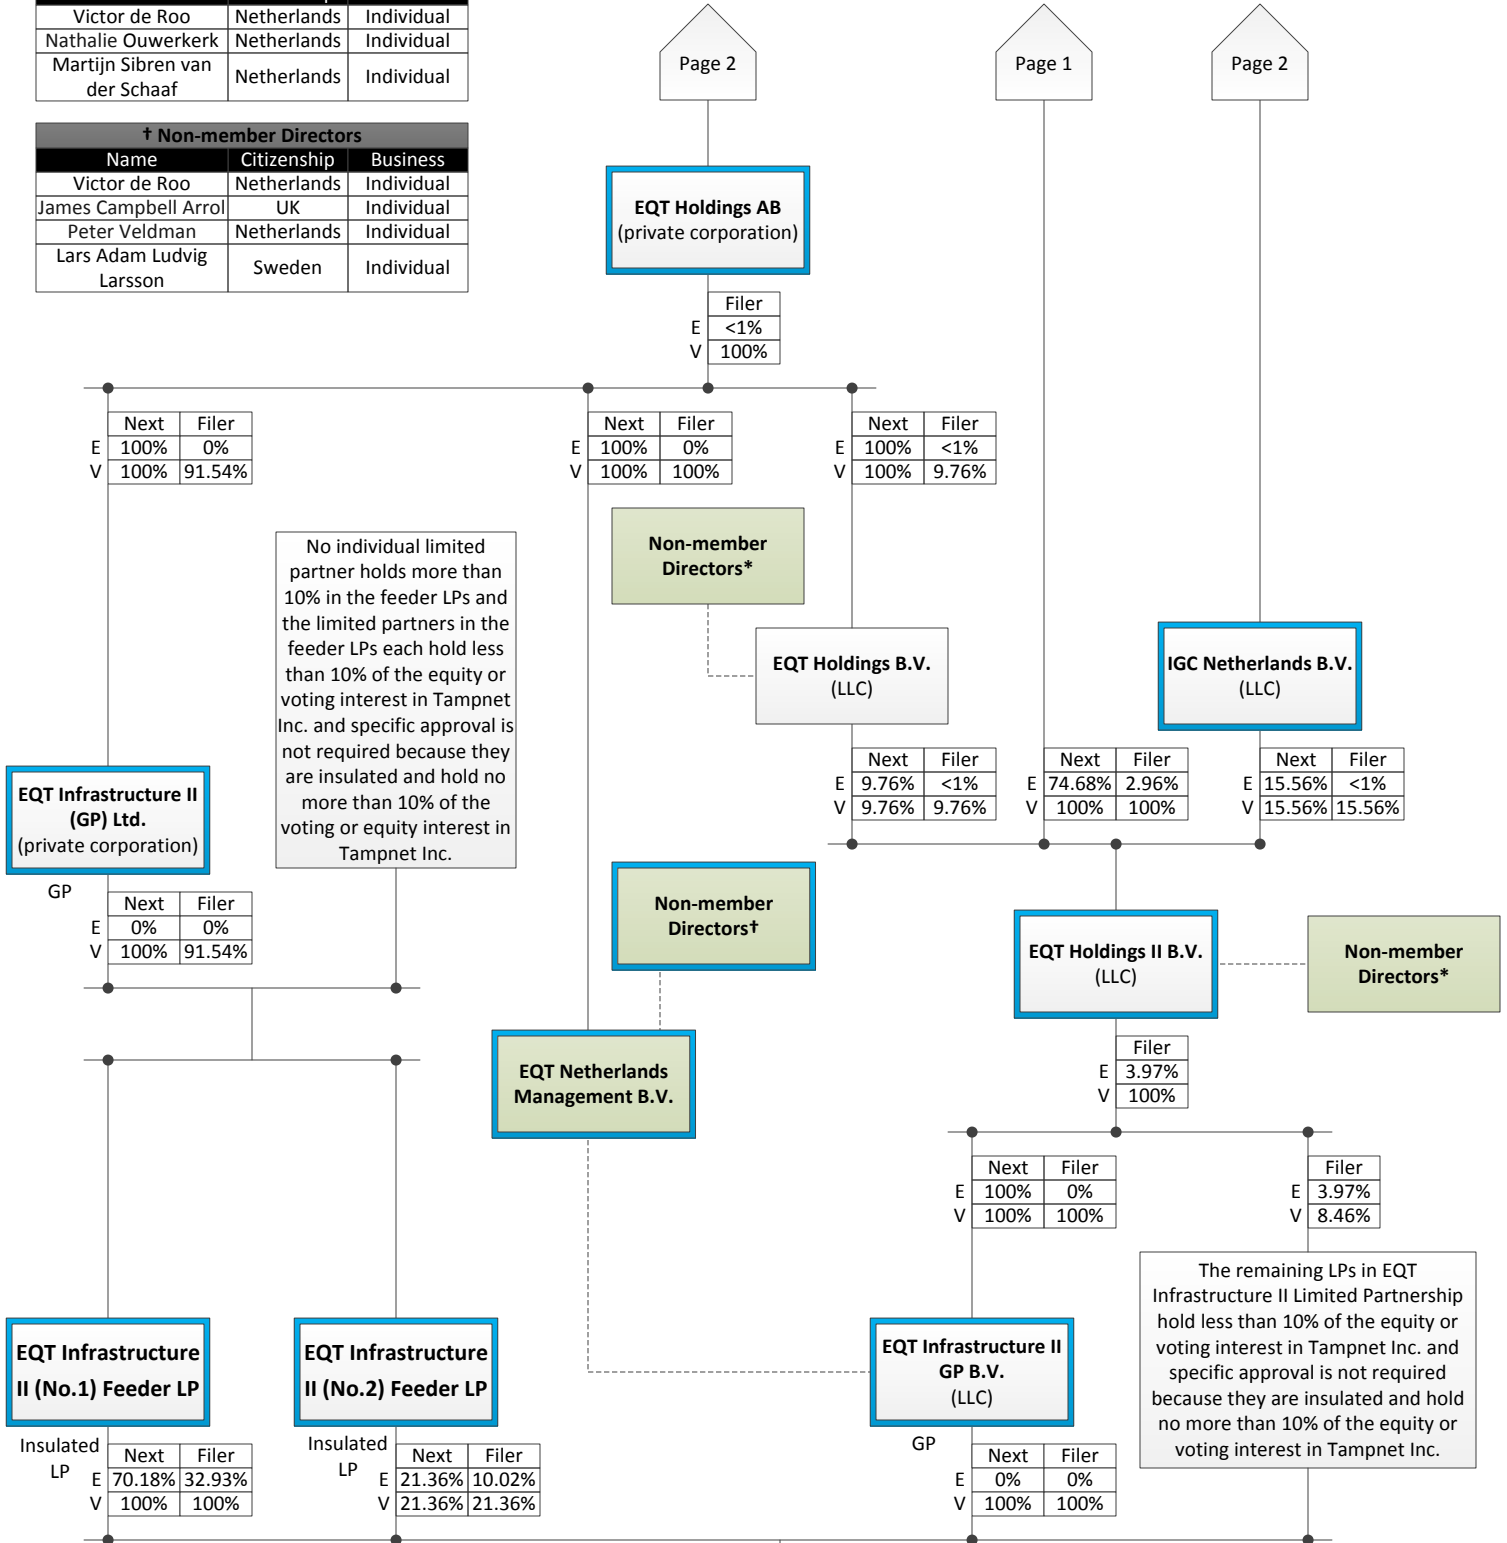 Victor de Roo Netherlands Individual
Nathalie Ouwerkerk Netherlands Individual
Martijn Sibren van
der Schaaf Netherlands Individual
† Non-member Directors
Name Citizenship Business
Victor de Roo Netherlands Individual
James Campbell Arrol UK Individual
Peter Veldman Netherlands Individual
Lars Adam Ludvig
Larsson Sweden Individual
Page 2
Page 1
Page 2
EQT Holdings AB
(private corporation)
Filer
E <1%
V 100%
Next Filer
E 100% 0%
V 100% 91.54%
Next Filer
E 100% 0%
V 100% 100%
Next Filer
E 100% <1%
V 100% 9.76%
No individual limited
partner holds more than
10% in the feeder LPs and
the limited partners in the
feeder LPs each hold less
than 10% of the equity or
voting interest in Tampnet
Inc. and specific approval is
not required because they
are insulated and hold no
more than 10% of the
voting or equity interest in
Tampnet Inc.
Non-member
Directors*
EQT Holdings B.V.
(LLC)
IGC Netherlands B.V.
(LLC)
Next Filer
E 9.76% <1%
V 9.76% 9.76%
Next Filer
E 74.68% 2.96%
V 100% 100%
Next Filer
E 15.56% <1%
V 15.56% 15.56%
EQT Infrastructure II
(GP) Ltd.
(private corporation)
GP
Next Filer
E 0% 0%
V 100% 91.54%
Non-member
Directors†
EQT Holdings II B.V.
(LLC)
Non-member
Directors*
EQT Netherlands
Management B.V.
Filer
E 3.97%
V 100%
Next Filer
E 100% 0%
V 100% 100%
Filer
E 3.97%
V 8.46%
The remaining LPs in EQT
Infrastructure II Limited Partnership
hold less than 10% of the equity or
voting interest in Tampnet Inc. and
specific approval is not required
because they are insulated and hold
no more than 10% of the equity or
voting interest in Tampnet Inc.
EQT Infrastructure
II (No.1) Feeder LP
EQT Infrastructure
II (No.2) Feeder LP
EQT Infrastructure II
GP B.V.
(LLC)
Insulated
LP
Next Filer
E 70.18% 32.93%
V 100% 100%
Insulated
LP
Next Filer
E 21.36% 10.02%
V 21.36% 21.36%
GP
Next Filer
E 0% 0%
V 100% 100%